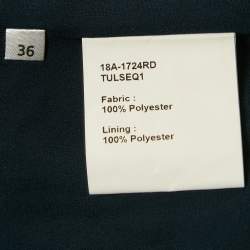 36
18A-1724RD
TULSEQ1
Fabric :
100% Polyester
Lining :
100% Polyester